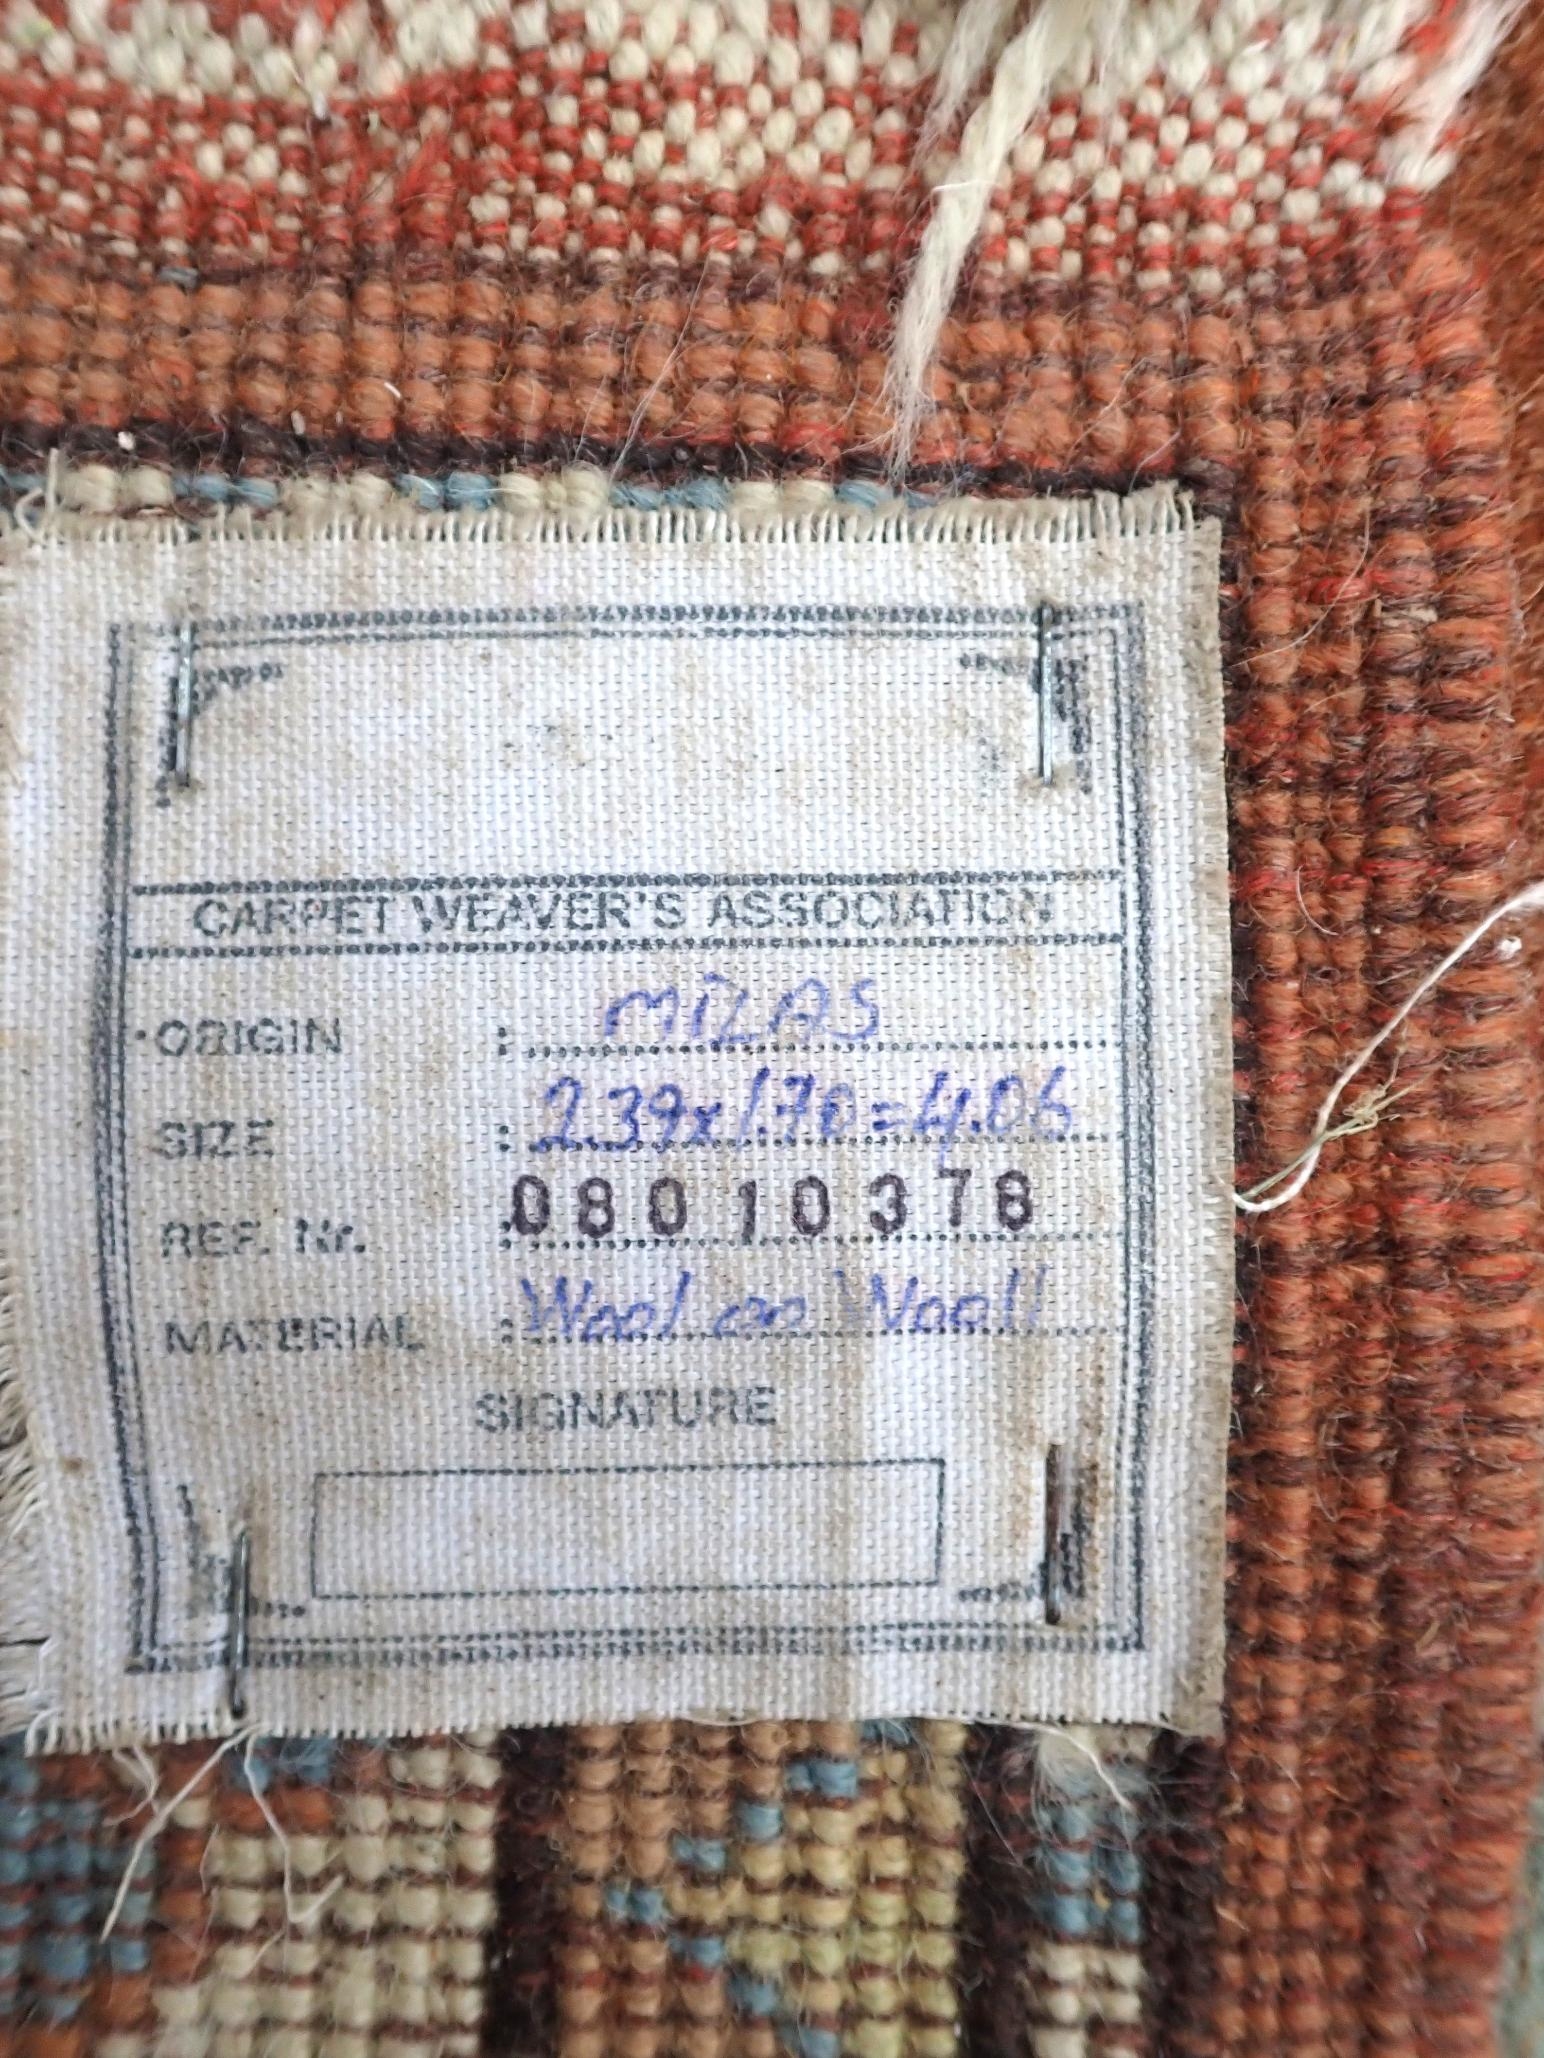 CARPET WEAVER'S ASSOCIATION
ORIGIN : MİLAS
SIZE : 2.39x1.70=4.06
REF. Nr. : 08010378
MATERIAL : Wool on Wooll
SIGNATURE